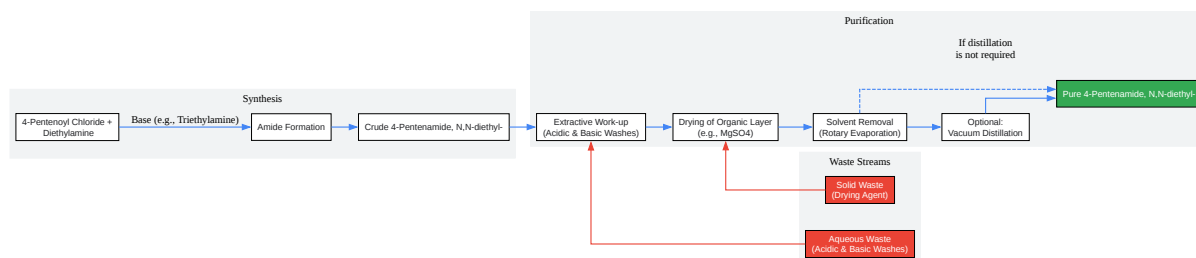 Purification
If distillation
is not required
Pure 4-Pentenamide, N,N-diethyl-
Synthesis
4-Pentenoyl Chloride +
Diethylamine
Base (e.g., Triethylamine)
Amide Formation
Crude 4-Pentenamide, N,N-diethyl-
Extractive Work-up
(Acidic & Basic Washes)
Drying of Organic Layer
(e.g., MgSO4)
Solvent Removal
(Rotary Evaporation)
Optional:
Vacuum Distillation
Waste Streams
Solid Waste
(Drying Agent)
Aqueous Waste
(Acidic & Basic Washes)